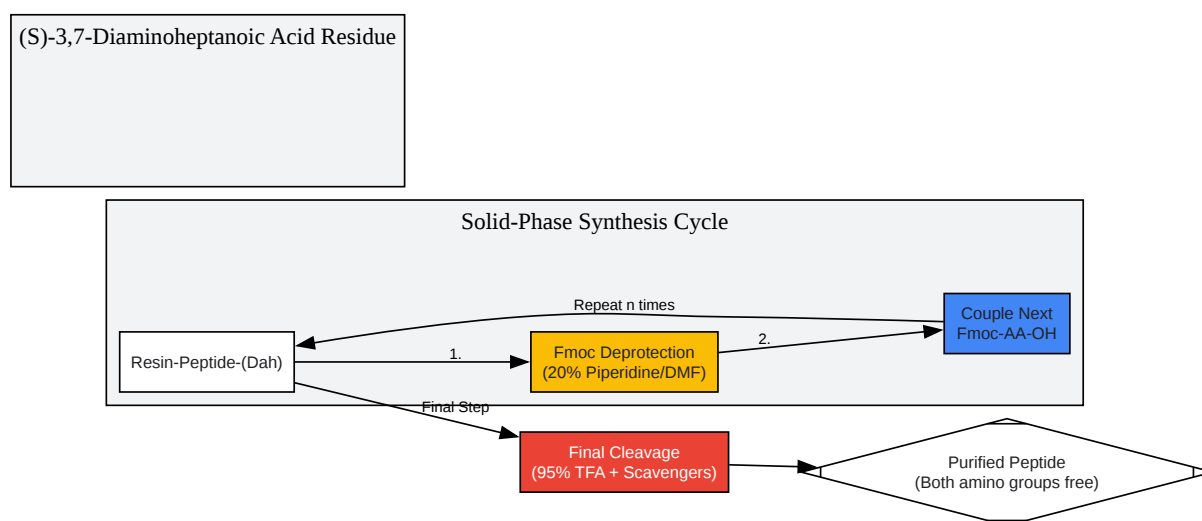 (S)-3,7-Diaminoheptanoic Acid Residue
Solid-Phase Synthesis Cycle
Repeat n times
Couple Next
Fmoc-AA-OH
Resin-Peptide-(Dah)
1.
Fmoc Deprotection
(20% Piperidine/DMF)
2.
Final Step
Final Cleavage
(95% TFA + Scavengers)
Purified Peptide
(Both amino groups free)